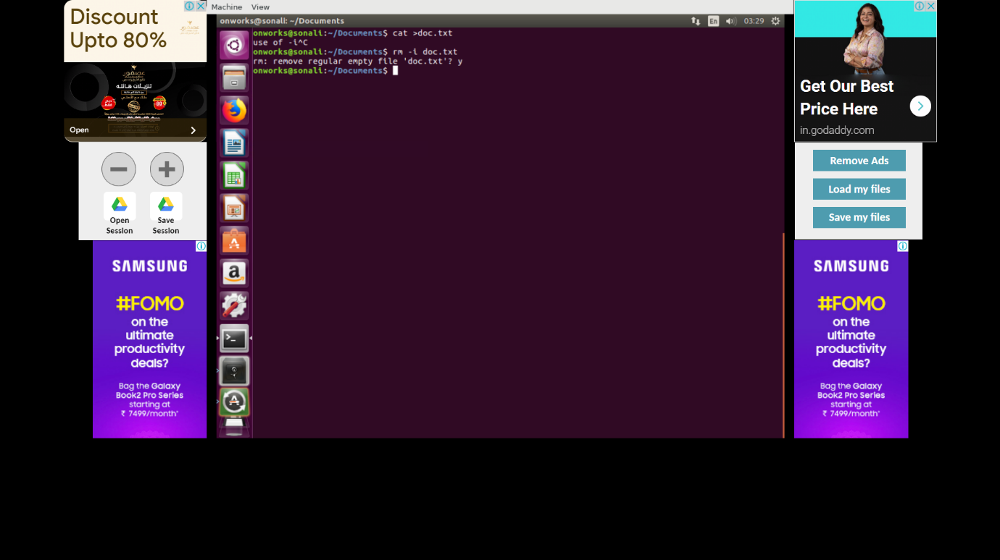 Discount
Upto 80%
عصفور
تنزيلات هائلة
Open
Open
Session
Save
Session
SAMSUNG
#FOMO
on the
ultimate
productivity
deals?
Bag the Galaxy
Book2 Pro Series
starting at
₹ 7499/month*
Machine View
onworks@sonali: ~/Documents
En
03:29
onworks@sonali:~/Documents$ cat >doc.txt
use of -i^C
onworks@sonali:~/Documents$ rm -i doc.txt
rm: remove regular empty file 'doc.txt'? y
onworks@sonali:~/Documents$
Get Our Best
Price Here
in.godaddy.com
Remove Ads
Load my files
Save my files
SAMSUNG
#FOMO
on the
ultimate
productivity
deals?
Bag the Galaxy
Book2 Pro Series
starting at
₹ 7499/month*